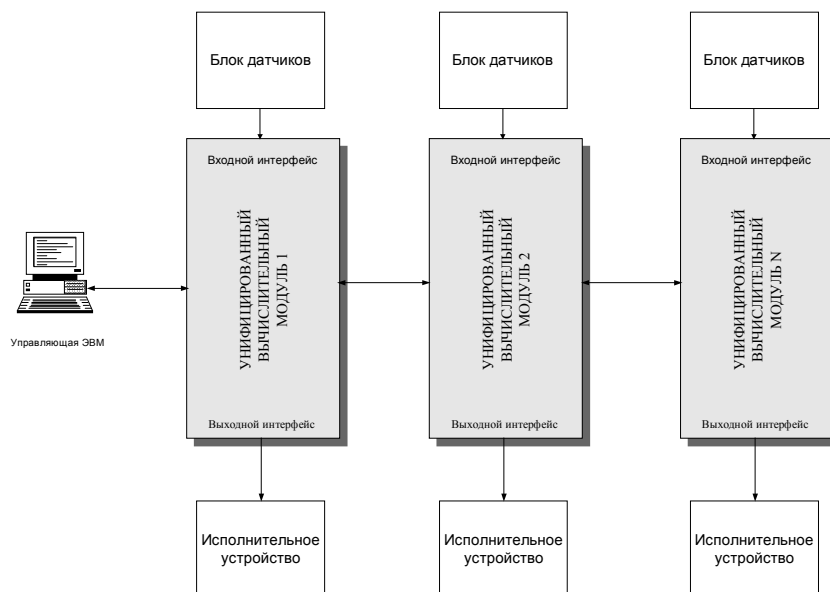 Блок датчиков
Блок датчиков
Блок датчиков
Входной интерфейс
Входной интерфейс
Входной интерфейс
УНИФИЦИРОВАННЫЙ
ВЫЧИСЛИТЕЛЬНЫЙ
МОДУЛЬ 1
УНИФИЦИРОВАННЫЙ
ВЫЧИСЛИТЕЛЬНЫЙ
МОДУЛЬ 2
УНИФИЦИРОВАННЫЙ
ВЫЧИСЛИТЕЛЬНЫЙ
МОДУЛЬ N
Управляющая ЭВМ
Выходной интерфейс
Выходной интерфейс
Выходной интерфейс
Исполнительное
устройство
Исполнительное
устройство
Исполнительное
устройство